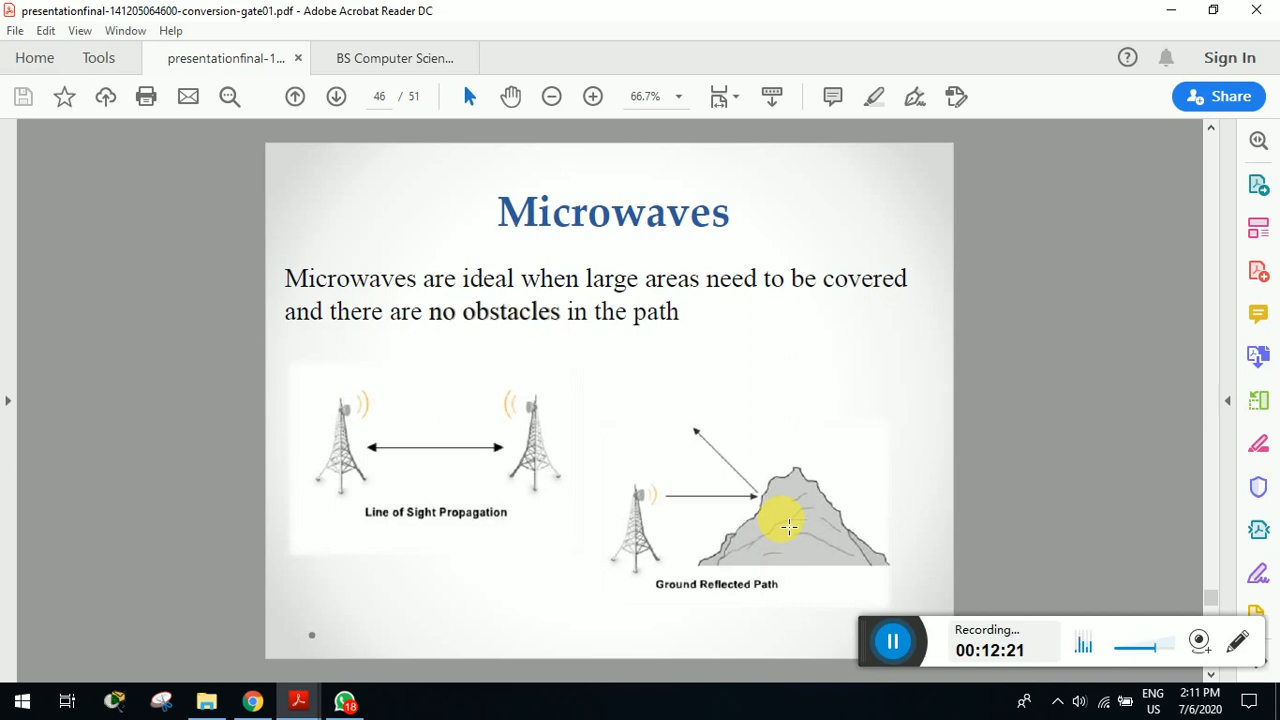 presentationfinal-141205064600-conversion-gate01.pdf - Adobe Acrobat Reader DC
File Edit View Window Help
Home Tools presentationfinal-1... × BS Computer Scien... Sign In
46 / 51 66.7% Share
Microwaves
Microwaves are ideal when large areas need to be covered
and there are no obstacles in the path
Line of Sight Propagation
Ground Reflected Path
Recording...
00:12:21
18
ENG
US
2:11 PM
7/6/2020